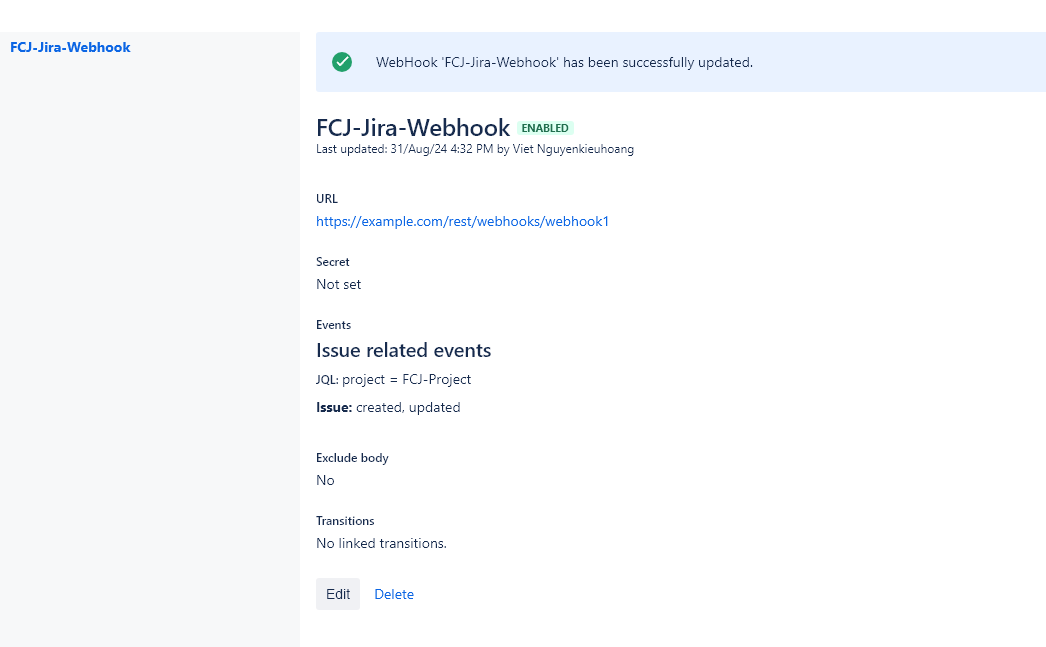 FCJ-Jira-Webhook
WebHook 'FCJ-Jira-Webhook' has been successfully updated.
FCJ-Jira-Webhook ENABLED
Last updated: 31/Aug/24 4:32 PM by Viet Nguyenkieuhoang
URL
https://example.com/rest/webhooks/webhook1
Secret
Not set
Events
Issue related events
JQL: project = FCJ-Project
Issue: created, updated
Exclude body
No
Transitions
No linked transitions.
Edit Delete